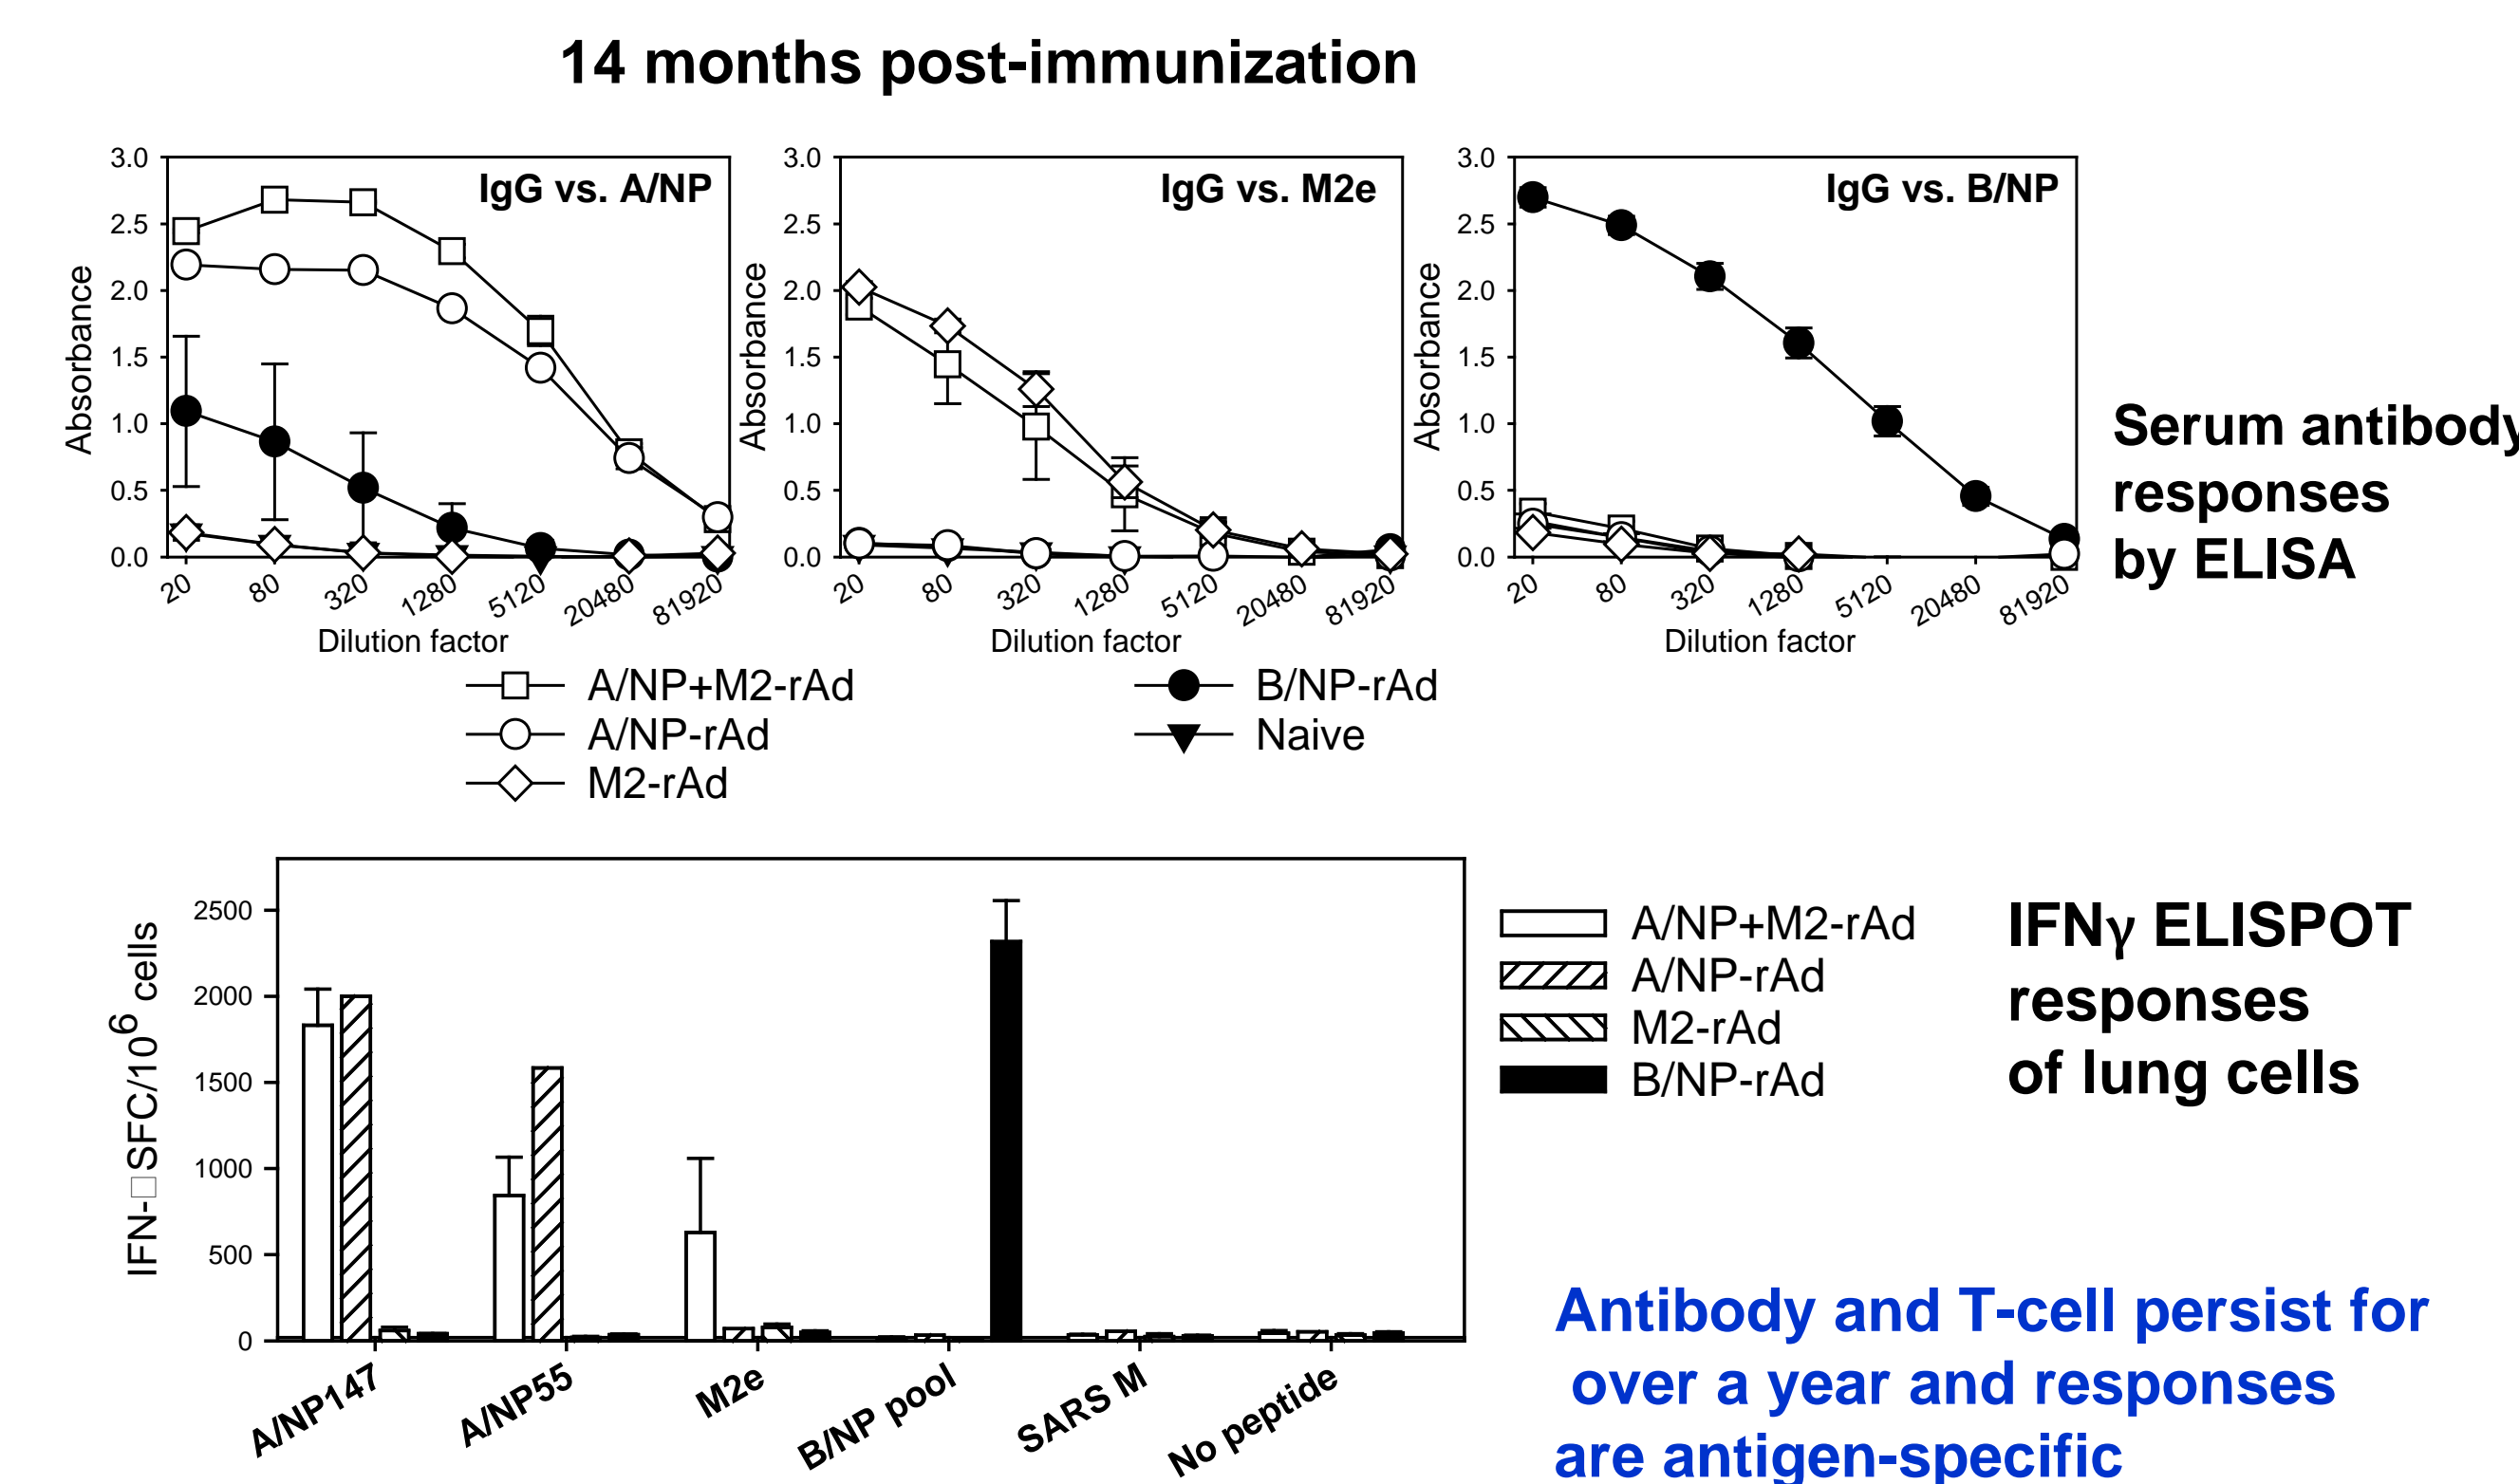 14 months post-immunization
IgG vs. A/NP
3.0
2.5
2.0
1.5
1.0
0.5
0.0
Absorbance
20 80 320 1280 5120 20480 81920
Dilution factor
IgG vs. M2e
3.0
2.5
2.0
1.5
1.0
0.5
0.0
Absorbance
20 80 320 1280 5120 20480 81920
Dilution factor
IgG vs. B/NP
3.0
2.5
2.0
1.5
1.0
0.5
0.0
Absorbance
20 80 320 1280 5120 20480 81920
Dilution factor
Serum antibody
responses
by ELISA
A/NP+M2-rAd
A/NP-rAd
M2-rAd
B/NP-rAd
Naive
2500
2000
1500
1000
500
0
IFN-□SFC/10⁶ cells
A/NP147
A/NP55
M2e
B/NP pool
SARS M
No peptide
A/NP+M2-rAd
A/NP-rAd
M2-rAd
B/NP-rAd
IFNγ ELISPOT
responses
of lung cells
Antibody and T-cell persist for
over a year and responses
are antigen-specific